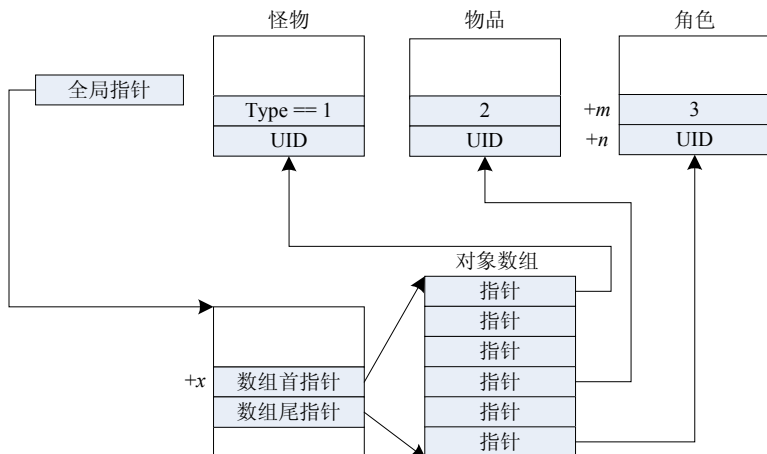 怪物 物品 角色
全局指针
Type == 1 2 +m 3
UID UID +n UID
对象数组
指针
指针
指针
+x 数组首指针 指针
数组尾指针 指针
指针